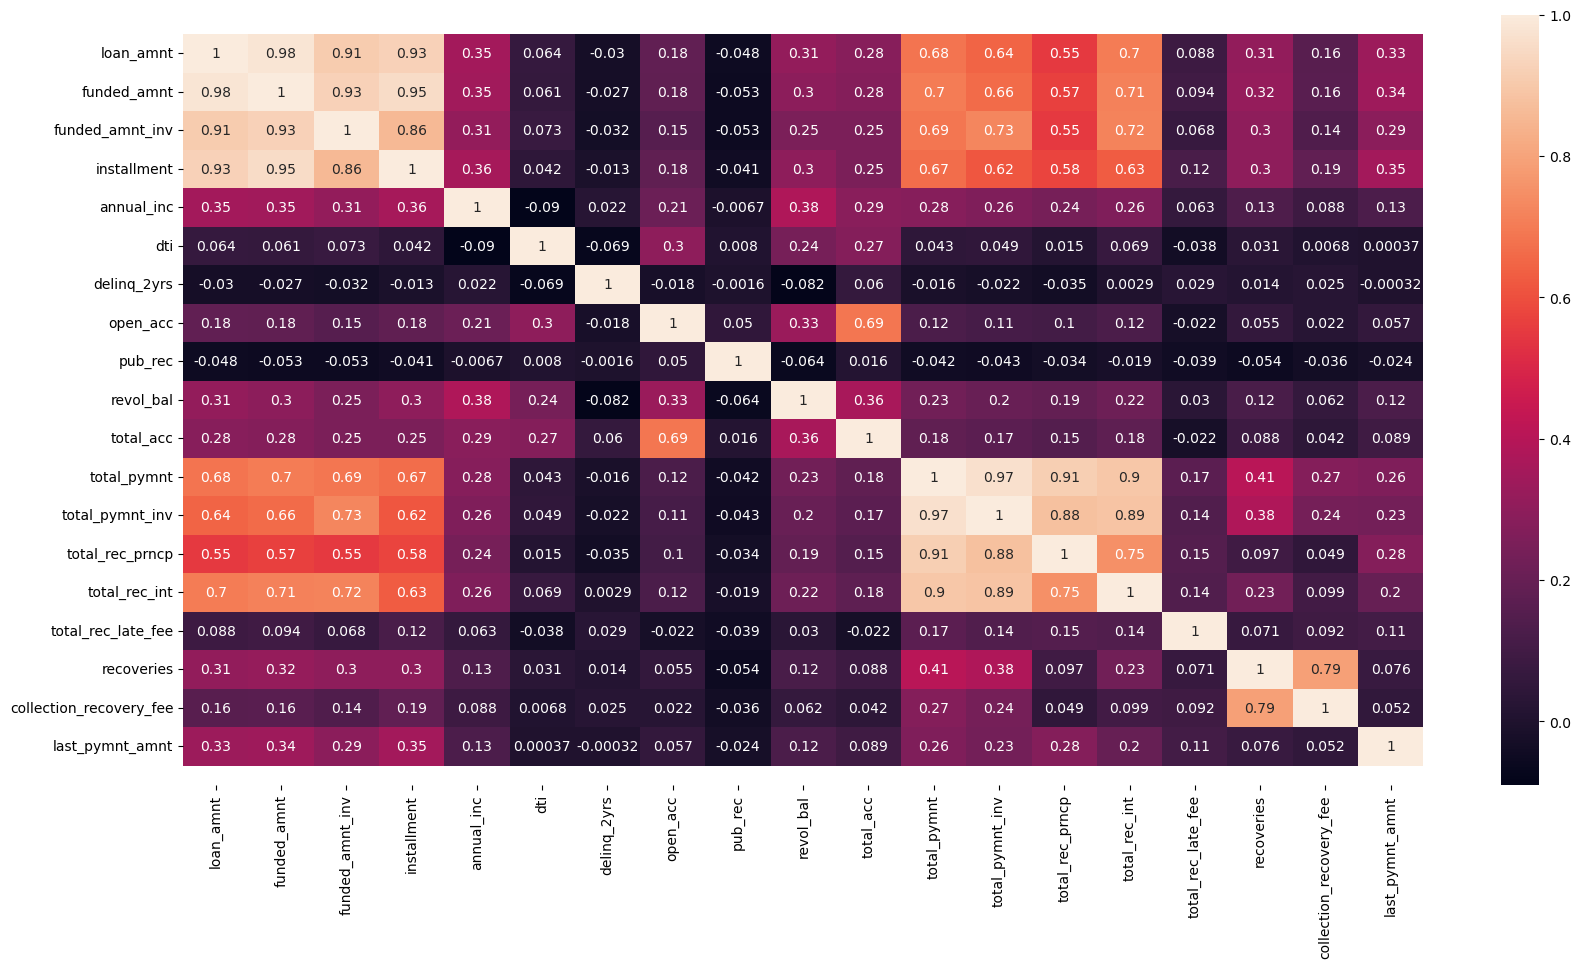 1.0
loan_amnt 1 0.98 0.91 0.93 0.35 0.064 -0.03 0.18 -0.048 0.31 0.28 0.68 0.64 0.55 0.7 0.088 0.31 0.16 0.33
funded_amnt 0.98 1 0.93 0.95 0.35 0.061 -0.027 0.18 -0.053 0.3 0.28 0.7 0.66 0.57 0.71 0.094 0.32 0.16 0.34
funded_amnt_inv 0.91 0.93 1 0.86 0.31 0.073 -0.032 0.15 -0.053 0.25 0.25 0.69 0.73 0.55 0.72 0.068 0.3 0.14 0.29
0.8
installment 0.93 0.95 0.86 1 0.36 0.042 -0.013 0.18 -0.041 0.3 0.25 0.67 0.62 0.58 0.63 0.12 0.3 0.19 0.35
annual_inc 0.35 0.35 0.31 0.36 1 -0.09 0.022 0.21 -0.0067 0.38 0.29 0.28 0.26 0.24 0.26 0.063 0.13 0.088 0.13
dti 0.064 0.061 0.073 0.042 -0.09 1 -0.069 0.3 0.008 0.24 0.27 0.043 0.049 0.015 0.069 -0.038 0.031 0.0068 0.00037
delinq_2yrs -0.03 -0.027 -0.032 -0.013 0.022 -0.069 1 -0.018 -0.0016 -0.082 0.06 -0.016 -0.022 -0.035 0.0029 0.029 0.014 0.025 -0.00032
0.6
open_acc 0.18 0.18 0.15 0.18 0.21 0.3 -0.018 1 0.05 0.33 0.69 0.12 0.11 0.1 0.12 -0.022 0.055 0.022 0.057
pub_rec -0.048 -0.053 -0.053 -0.041 -0.0067 0.008 -0.0016 0.05 1 -0.064 0.016 -0.042 -0.043 -0.034 -0.019 -0.039 -0.054 -0.036 -0.024
revol_bal 0.31 0.3 0.25 0.3 0.38 0.24 -0.082 0.33 -0.064 1 0.36 0.23 0.2 0.19 0.22 0.03 0.12 0.062 0.12
0.4
total_acc 0.28 0.28 0.25 0.25 0.29 0.27 0.06 0.69 0.016 0.36 1 0.18 0.17 0.15 0.18 -0.022 0.088 0.042 0.089
total_pymnt 0.68 0.7 0.69 0.67 0.28 0.043 -0.016 0.12 -0.042 0.23 0.18 1 0.97 0.91 0.9 0.17 0.41 0.27 0.26
total_pymnt_inv 0.64 0.66 0.73 0.62 0.26 0.049 -0.022 0.11 -0.043 0.2 0.17 0.97 1 0.88 0.89 0.14 0.38 0.24 0.23
total_rec_prncp 0.55 0.57 0.55 0.58 0.24 0.015 -0.035 0.1 -0.034 0.19 0.15 0.91 0.88 1 0.75 0.15 0.097 0.049 0.28
0.2
total_rec_int 0.7 0.71 0.72 0.63 0.26 0.069 0.0029 0.12 -0.019 0.22 0.18 0.9 0.89 0.75 1 0.14 0.23 0.099 0.2
total_rec_late_fee 0.088 0.094 0.068 0.12 0.063 -0.038 0.029 -0.022 -0.039 0.03 -0.022 0.17 0.14 0.15 0.14 1 0.071 0.092 0.11
recoveries 0.31 0.32 0.3 0.3 0.13 0.031 0.014 0.055 -0.054 0.12 0.088 0.41 0.38 0.097 0.23 0.071 1 0.79 0.076
collection_recovery_fee 0.16 0.16 0.14 0.19 0.088 0.0068 0.025 0.022 -0.036 0.062 0.042 0.27 0.24 0.049 0.099 0.092 0.79 1 0.052
0.0
last_pymnt_amnt 0.33 0.34 0.29 0.35 0.13 0.00037 -0.00032 0.057 -0.024 0.12 0.089 0.26 0.23 0.28 0.2 0.11 0.076 0.052 1
loan_amnt
funded_amnt
funded_amnt_inv
installment
annual_inc
dti
delinq_2yrs
open_acc
pub_rec
revol_bal
total_acc
total_pymnt
total_pymnt_inv
total_rec_prncp
total_rec_int
total_rec_late_fee
recoveries
collection_recovery_fee
last_pymnt_amnt